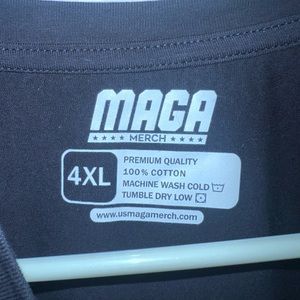 MAGA
MERCH
4XL
PREMIUM QUALITY
100% COTTON
MACHINE WASH COLD
TUMBLE DRY LOW
www.usmagamerch.com